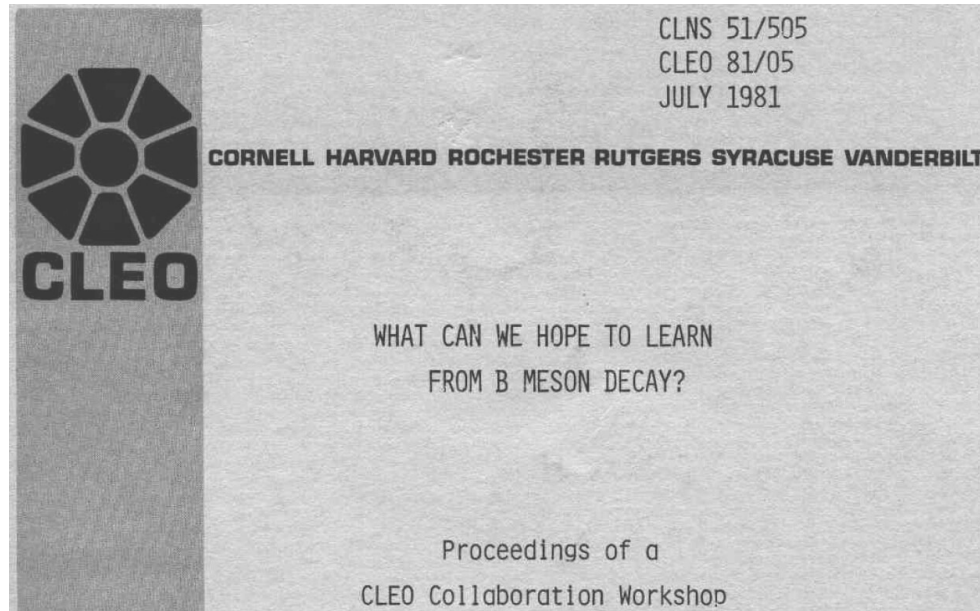 CLNS 51/505
CLEO 81/05
JULY 1981
CORNELL HARVARD ROCHESTER RUTGERS SYRACUSE VANDERBILT
CLEO
WHAT CAN WE HOPE TO LEARN
FROM B MESON DECAY?
Proceedings of a
CLEO Collaboration Workshop